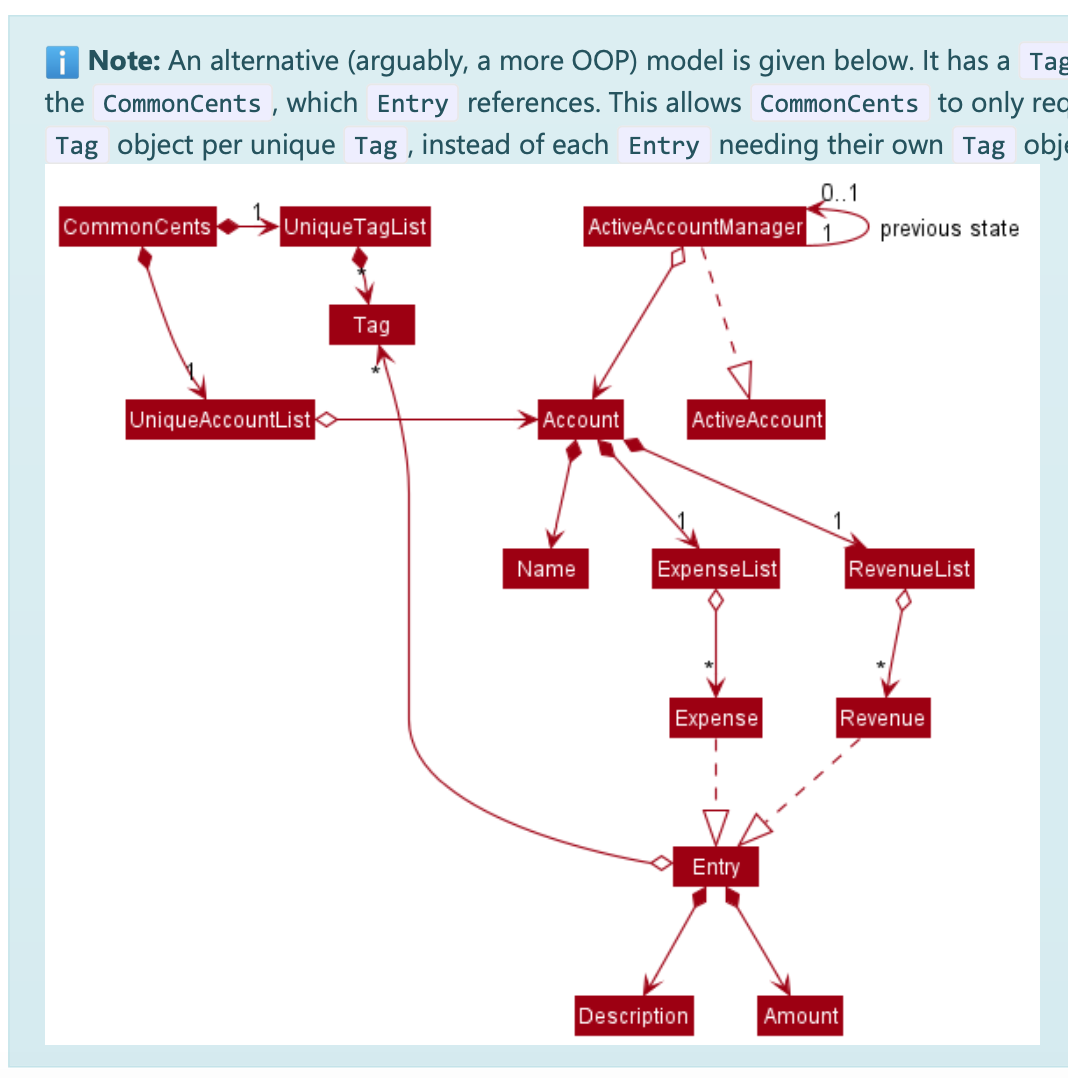 Note: An alternative (arguably, a more OOP) model is given below. It has a Tag
the CommonCents, which Entry references. This allows CommonCents to only req
Tag object per unique Tag, instead of each Entry needing their own Tag obje
0..1
CommonCents 1 UniqueTagList ActiveAccountManager 1 previous state
*
Tag
*
1
UniqueAccountList Account ActiveAccount
1 1
Name ExpenseList RevenueList
* *
Expense Revenue
Entry
Description Amount